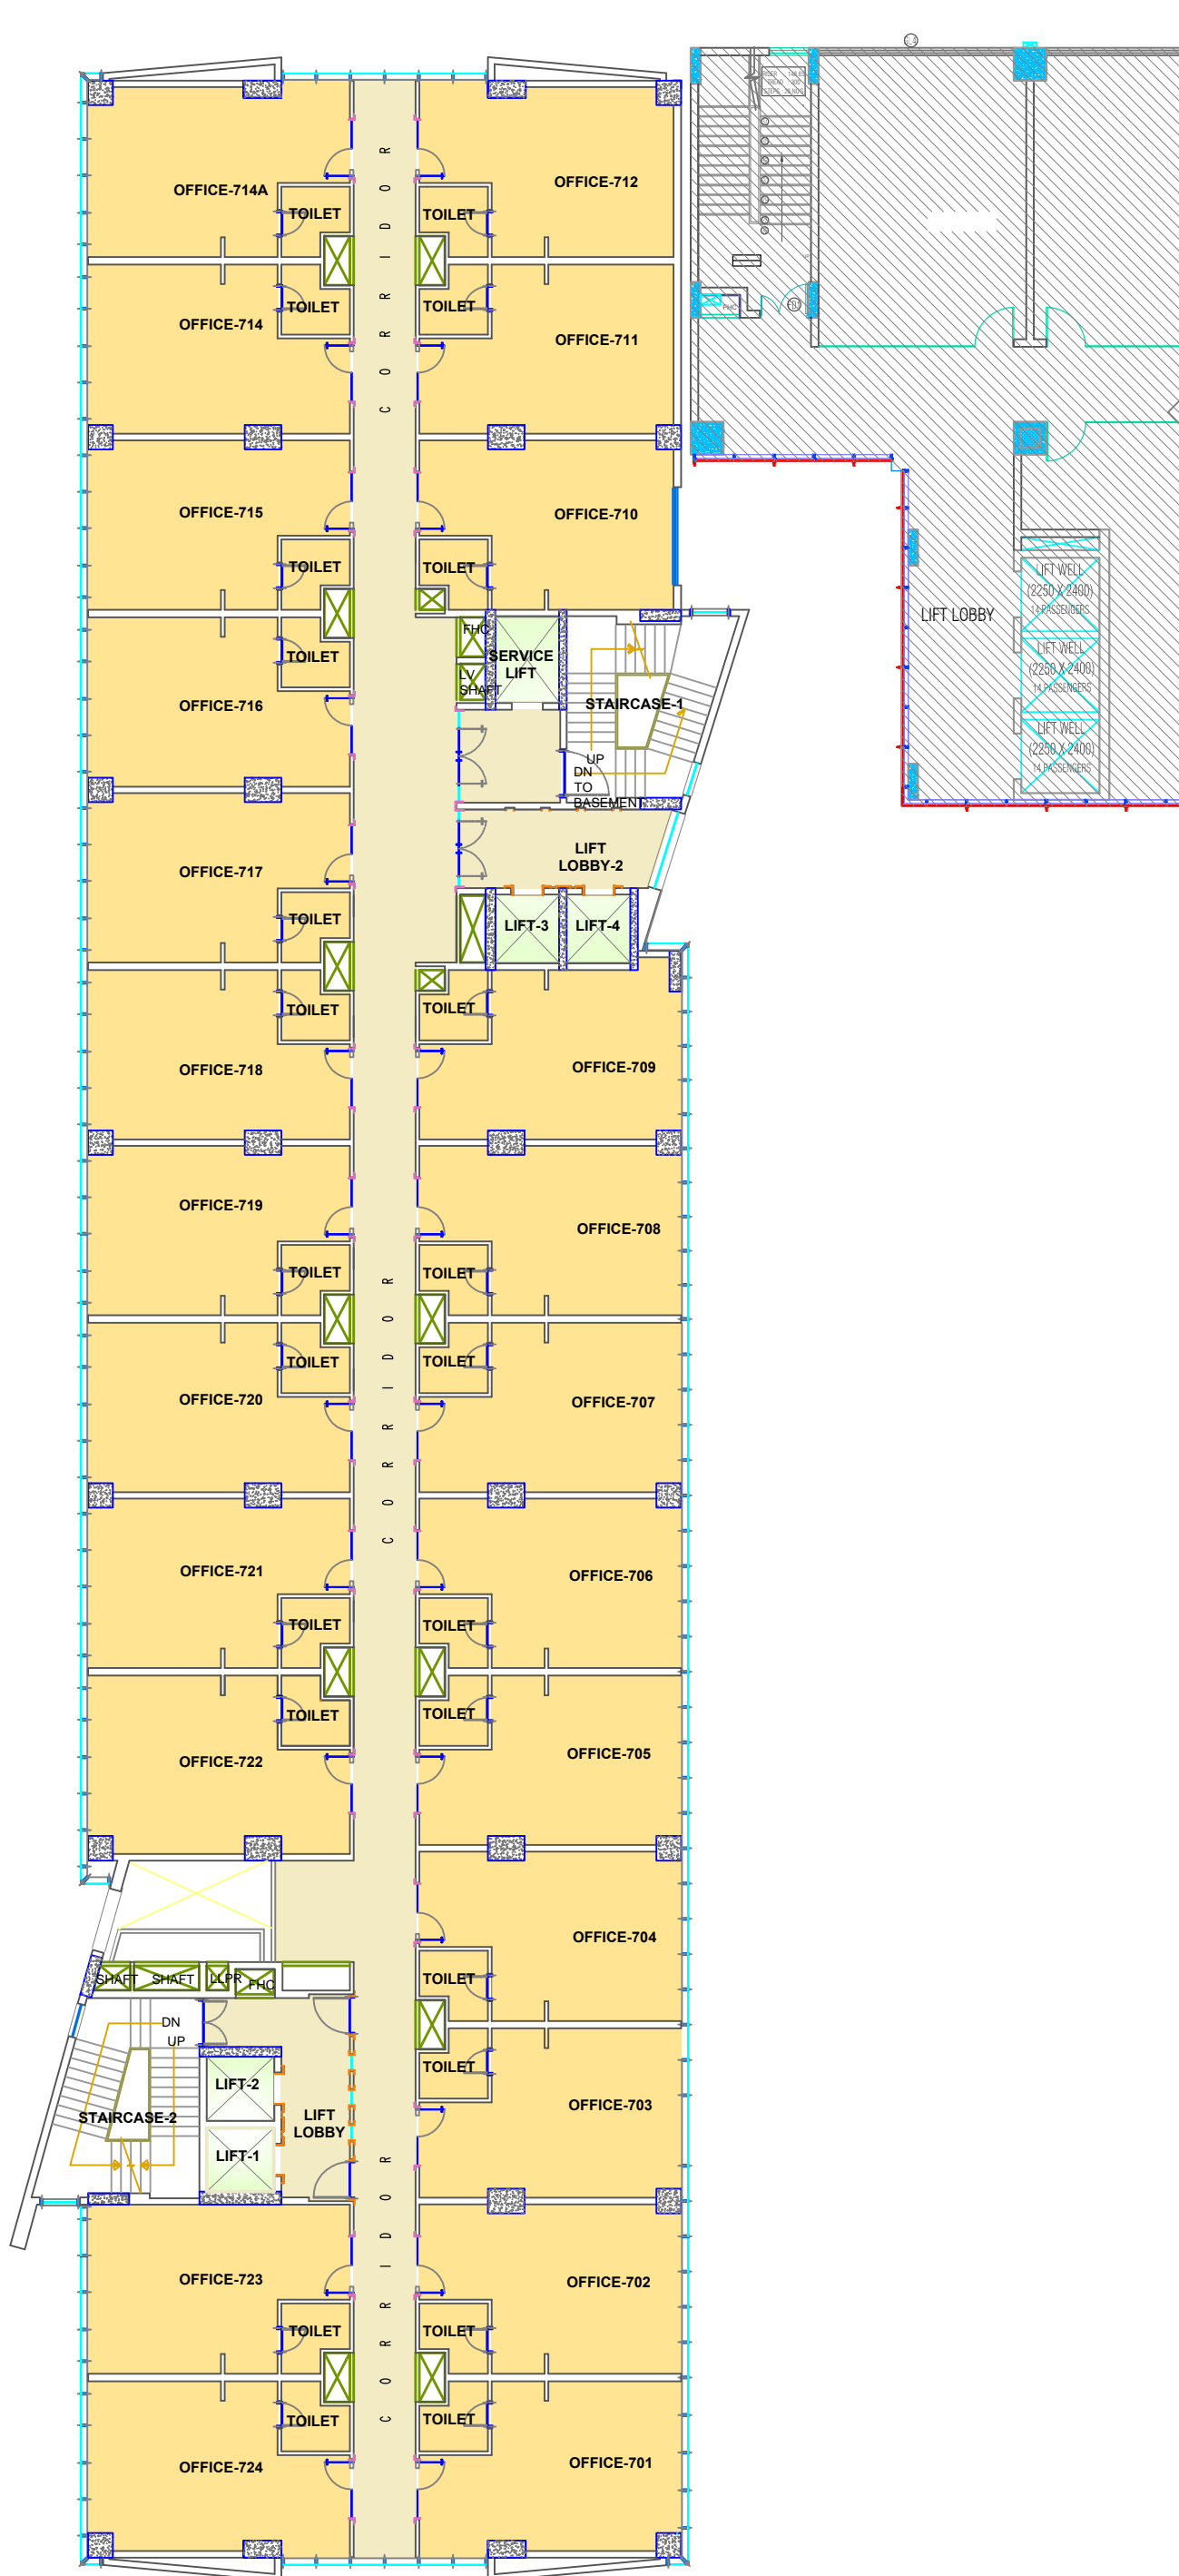 OFFICE-714A
TOILET
TOILET
OFFICE-712
OFFICE-714
TOILET
TOILET
OFFICE-711
CORRIDOR
OFFICE-715
TOILET
TOILET
OFFICE-710
OFFICE-716
TOILET
FHC
LV
SHAFT
SERVICE
LIFT
STAIRCASE-1
UP
DN
TO
BASEMENT
LIFT
LOBBY-2
LIFT-3
LIFT-4
OFFICE-717
TOILET
OFFICE-718
TOILET
TOILET
OFFICE-709
OFFICE-719
TOILET
TOILET
OFFICE-708
CORRIDOR
OFFICE-720
TOILET
TOILET
OFFICE-707
OFFICE-721
TOILET
TOILET
OFFICE-706
OFFICE-722
TOILET
TOILET
OFFICE-705
OFFICE-704
TOILET
SHAFT
SHAFT
LLPR
FHC
DN
UP
STAIRCASE-2
LIFT-2
LIFT-1
LIFT
LOBBY
TOILET
OFFICE-703
CORRIDOR
OFFICE-723
TOILET
TOILET
OFFICE-702
OFFICE-724
TOILET
TOILET
OFFICE-701
FHC
LIFT LOBBY
LIFT WELL
(2250 X 2400)
14 PASSENGERS
LIFT WELL
(2250 X 2400)
14 PASSENGERS
LIFT WELL
(2250 X 2400)
14 PASSENGERS